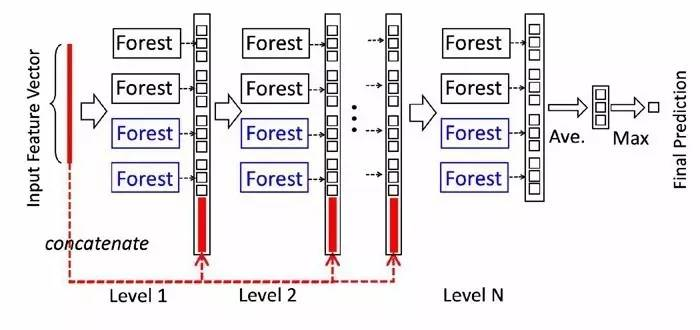 Input Feature Vector
Forest
Forest
Forest
Forest
Forest
Forest
Forest
Forest
Forest
Forest
Forest
Forest
Ave.
Max
Final Prediction
concatenate
Level 1
Level 2
Level N